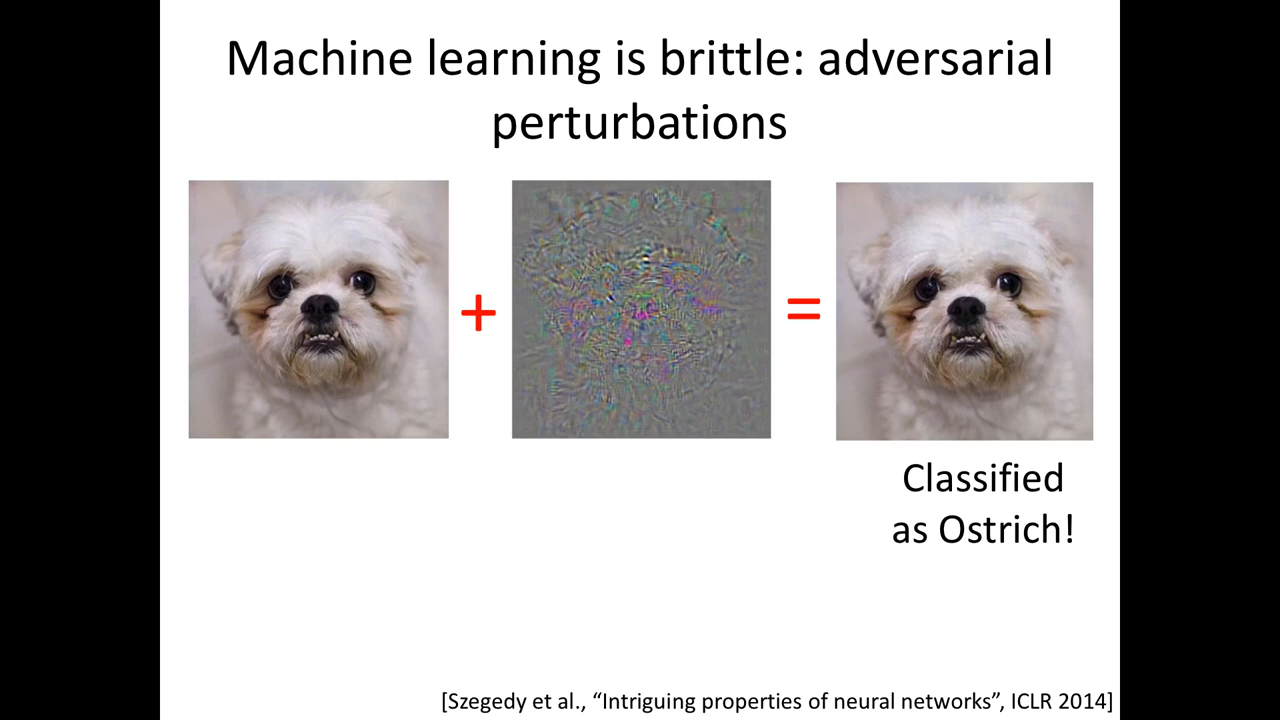 Machine learning is brittle: adversarial
perturbations
+
=
Classified
as Ostrich!
[Szegedy et al., “Intriguing properties of neural networks”, ICLR 2014]